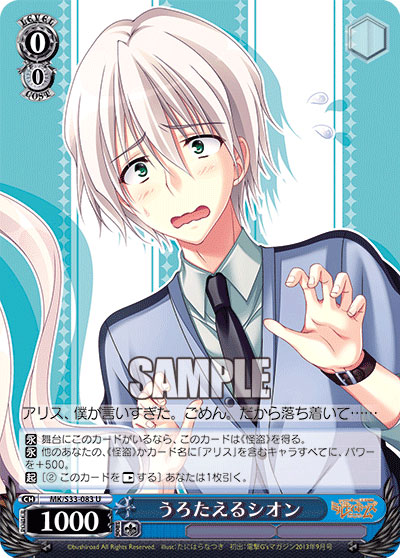 LEVEL
0
0
COST
SAMPLE
アリス、僕が言いすぎた。ごめん。だから落ち着いて……
永 舞台にこのカードがいるなら、このカードは《怪盗》を得る。
永 他のあなたの、《怪盗》かカード名に「アリス」を含むキャラすべてに、パワー
を+500。
起 [② このカードを する] あなたは1枚引く。
CH MK/S33-083 U
POWER
1000 うろたえるシオン
©bushiroad All Rights Reserved. illust:たにはらなつき 初出:電撃G'sマガジン2013年9月号